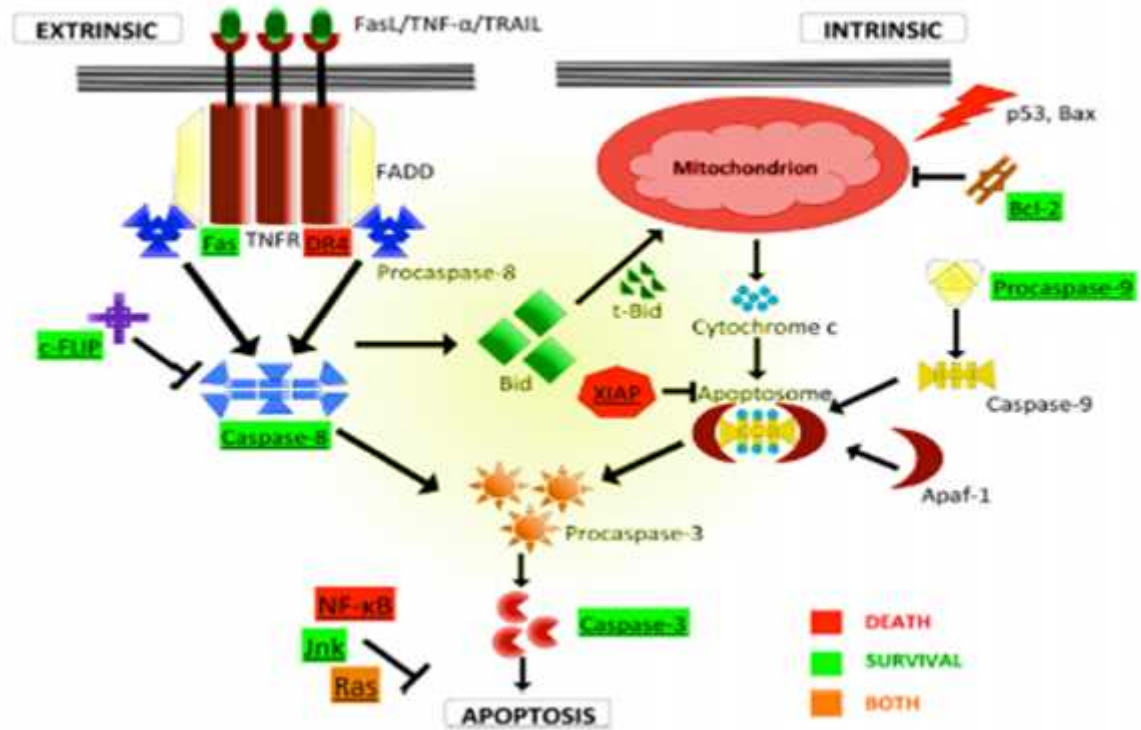 EXTRINSIC
FasL/TNF-α/TRAIL
INTRINSIC
p53, Bax
Mitochondrion
FADD
Bcl-2
Fas
TNFR
DR4
Procaspase-8
Procaspase-9
t-Bid
Cytochrome c
c-FLIP
Bid
XIAP
Apoptosome
Caspase-9
Caspase-8
Apaf-1
Procaspase-3
NF-κB
Jnk
Ras
Caspase-3
DEATH
SURVIVAL
BOTH
APOPTOSIS